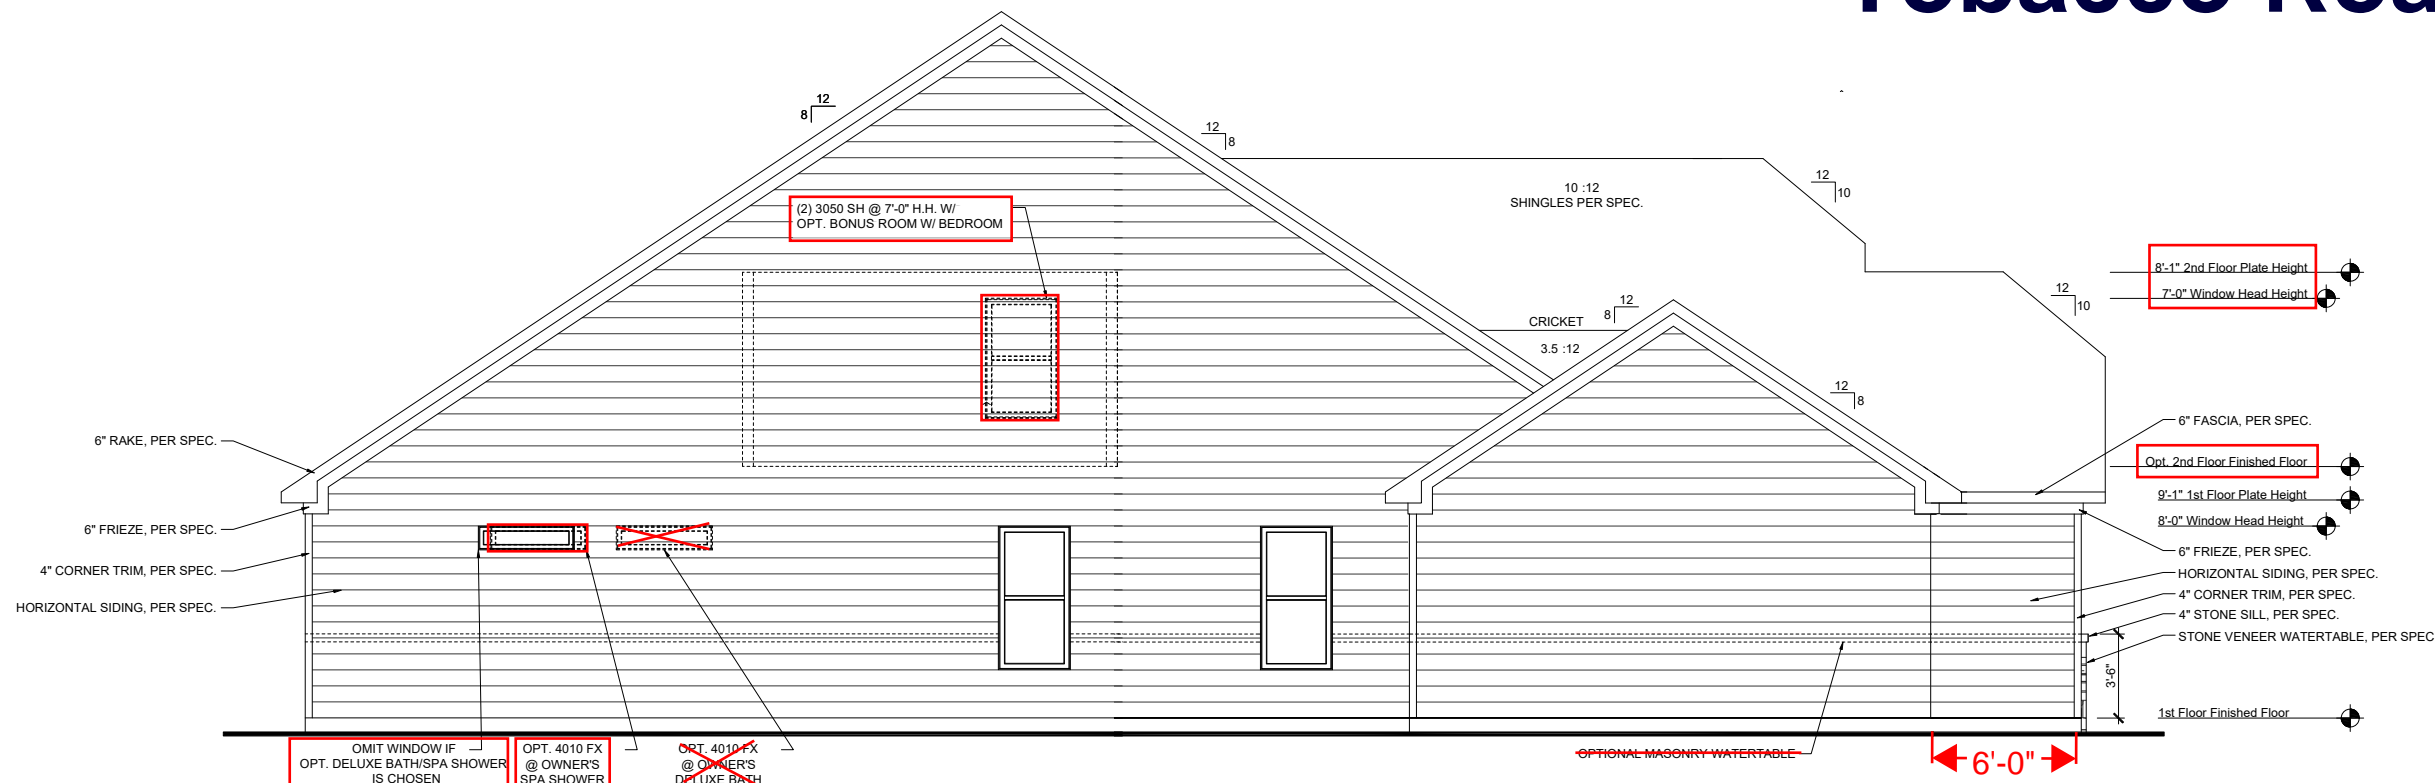 Tobacco Roa
12
8
12
8
10 :12
SHINGLES PER SPEC.
12
10
(2) 3050 SH @ 7'-0" H.H. W/
OPT. BONUS ROOM W/ BEDROOM
8'-1" 2nd Floor Plate Height
7'-0" Window Head Height
12
10
12
8
CRICKET
3.5 :12
12
8
6" RAKE, PER SPEC.
6" FRIEZE, PER SPEC.
4" CORNER TRIM, PER SPEC.
HORIZONTAL SIDING, PER SPEC.
6" FASCIA, PER SPEC.
Opt. 2nd Floor Finished Floor
9'-1" 1st Floor Plate Height
8'-0" Window Head Height
6" FRIEZE, PER SPEC.
HORIZONTAL SIDING, PER SPEC.
4" CORNER TRIM, PER SPEC.
4" STONE SILL, PER SPEC.
STONE VENEER WATERTABLE, PER SPEC
3'-6"
1st Floor Finished Floor
OMIT WINDOW IF
OPT. DELUXE BATH/SPA SHOWER
IS CHOSEN
OPT. 4010 FX
@ OWNER'S
SPA SHOWER
OPT. 4010 FX
@ OWNER'S
DELUXE BATH
OPTIONAL MASONRY WATERTABLE
6'-0"